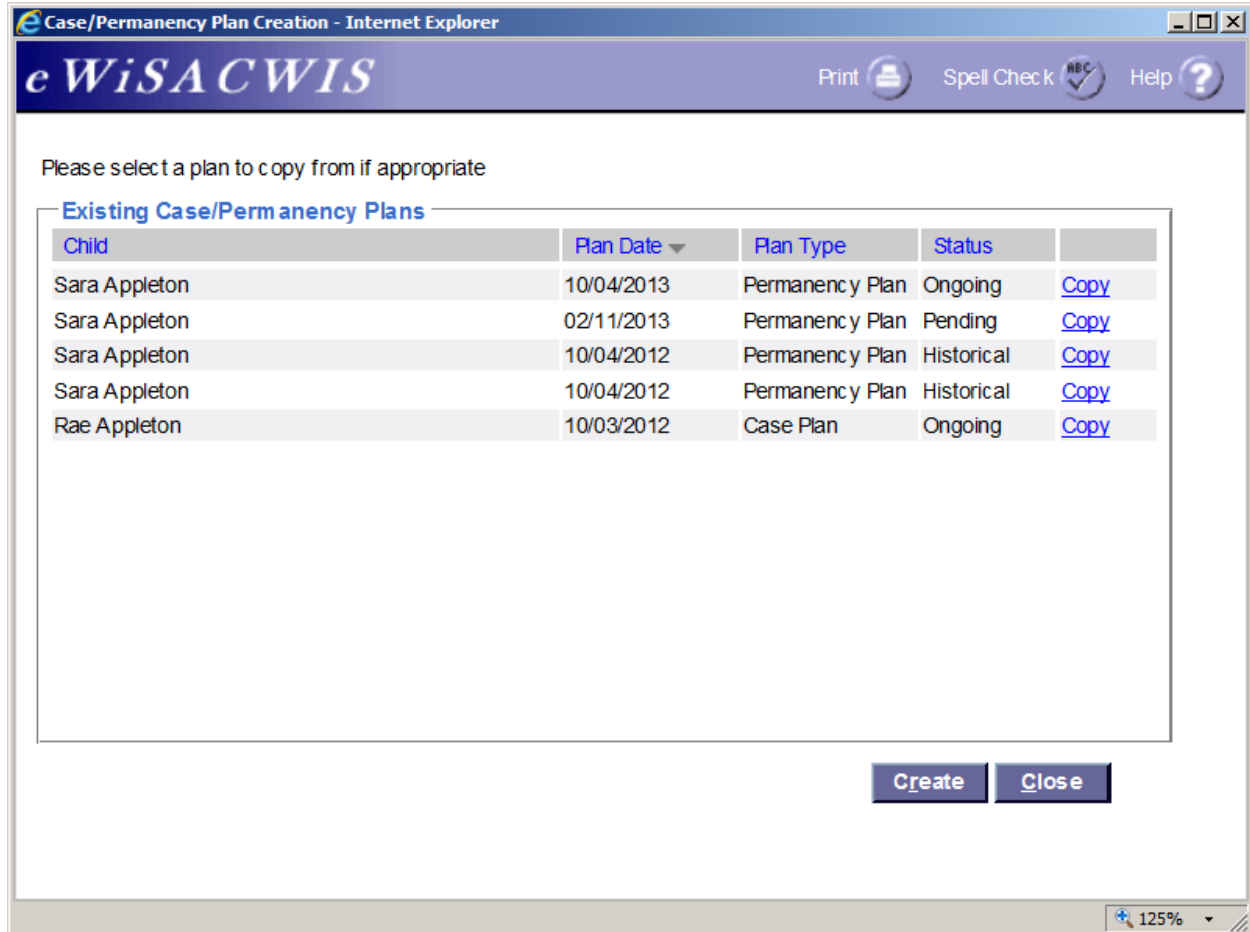 Case/Permanency Plan Creation - Internet Explorer
e WiSACWIS Print Spell Check ABC Help ?
Please select a plan to copy from if appropriate
Existing Case/Permanency Plans
Child Plan Date Plan Type Status
Sara Appleton 10/04/2013 Permanency Plan Ongoing Copy
Sara Appleton 02/11/2013 Permanency Plan Pending Copy
Sara Appleton 10/04/2012 Permanency Plan Historical Copy
Sara Appleton 10/04/2012 Permanency Plan Historical Copy
Rae Appleton 10/03/2012 Case Plan Ongoing Copy
Create Close
125%